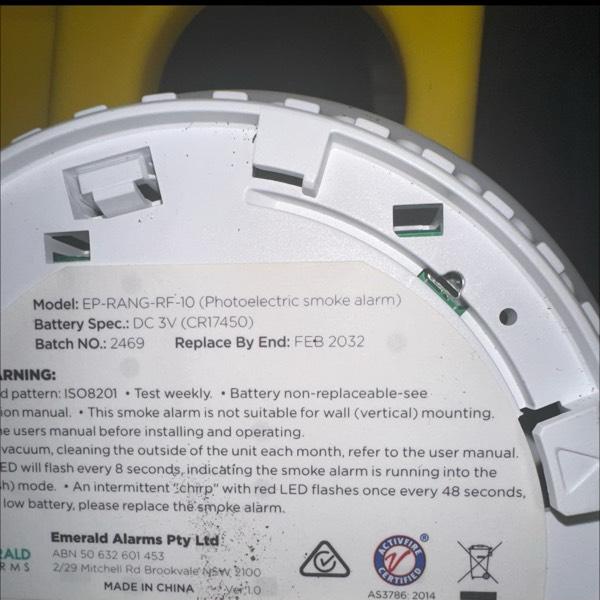 Model: EP-RANG-RF-10 (Photoelectric smoke alarm)
Battery Spec.: DC 3V (CR17450)
Batch NO.: 2469 Replace By End: FEB 2032
ARNING:
d pattern: ISO8201 • Test weekly. • Battery non-replaceable-see
ion manual. • This smoke alarm is not suitable for wall (vertical) mounting.
e users manual before installing and operating.
vacuum, cleaning the outside of the unit each month, refer to the user manual.
ED will flash every 8 seconds, indicating the smoke alarm is running into the
h) mode. • An intermittent "chirp" with red LED flashes once every 48 seconds,
low battery, please replace the smoke alarm.
Emerald Alarms Pty Ltd
ABN 50 632 601 453
2/29 Mitchell Rd Brookvale NSW, 2100
MADE IN CHINA Ver1.0
RALD
RMS
ACTIVFIRE
®
CERTIFIED
AS3786: 2014